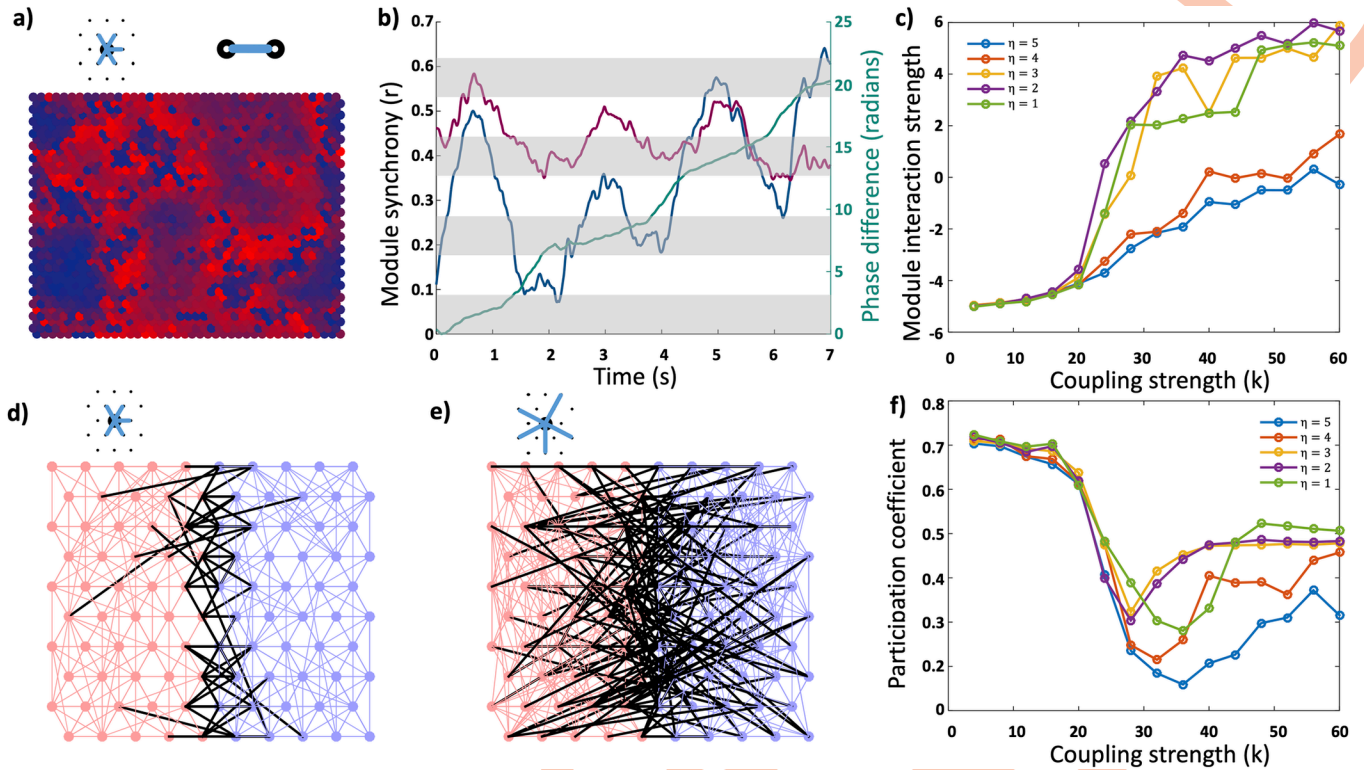 a)
b)
0.7
0.6
0.5
0.4
0.3
0.2
0.1
0
Module synchrony (r)
25
20
15
10
5
0
Phase difference (radians)
0 1 2 3 4 5 6 7
Time (s)
c)
6
4
2
0
-2
-4
-6
Module interaction strength
η = 5
η = 4
η = 3
η = 2
η = 1
10 20 30 40 50 60
Coupling strength (k)
d)
e)
f)
0.8
0.7
0.6
0.5
0.4
0.3
0.2
0
Participation coefficient
η = 5
η = 4
η = 3
η = 2
η = 1
0 10 20 30 40 50 60
Coupling strength (k)